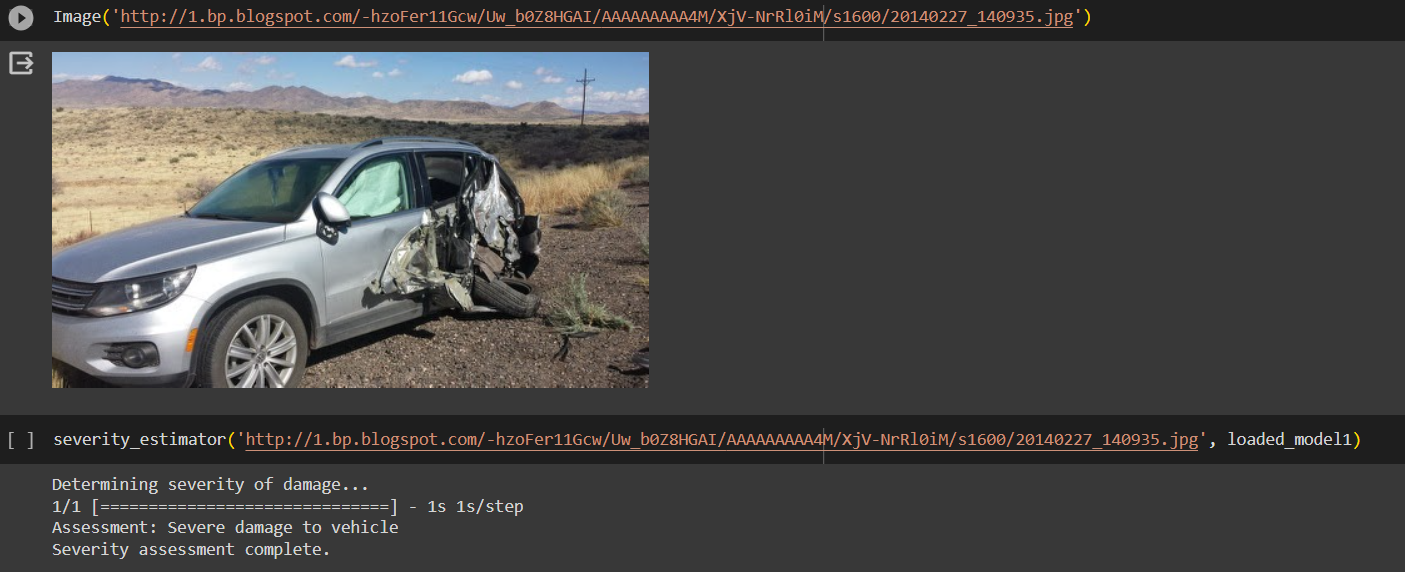 Image('http://1.bp.blogspot.com/-hzoFer11Gcw/Uw_b0Z8HGAI/AAAAAAAAA4M/XjV-NrRl0iM/s1600/20140227_140935.jpg')
[ ] severity_estimator('http://1.bp.blogspot.com/-hzoFer11Gcw/Uw_b0Z8HGAI/AAAAAAAAA4M/XjV-NrRl0iM/s1600/20140227_140935.jpg', loaded_model1)
Determining severity of damage...
1/1 [==============================] - 1s 1s/step
Assessment: Severe damage to vehicle
Severity assessment complete.